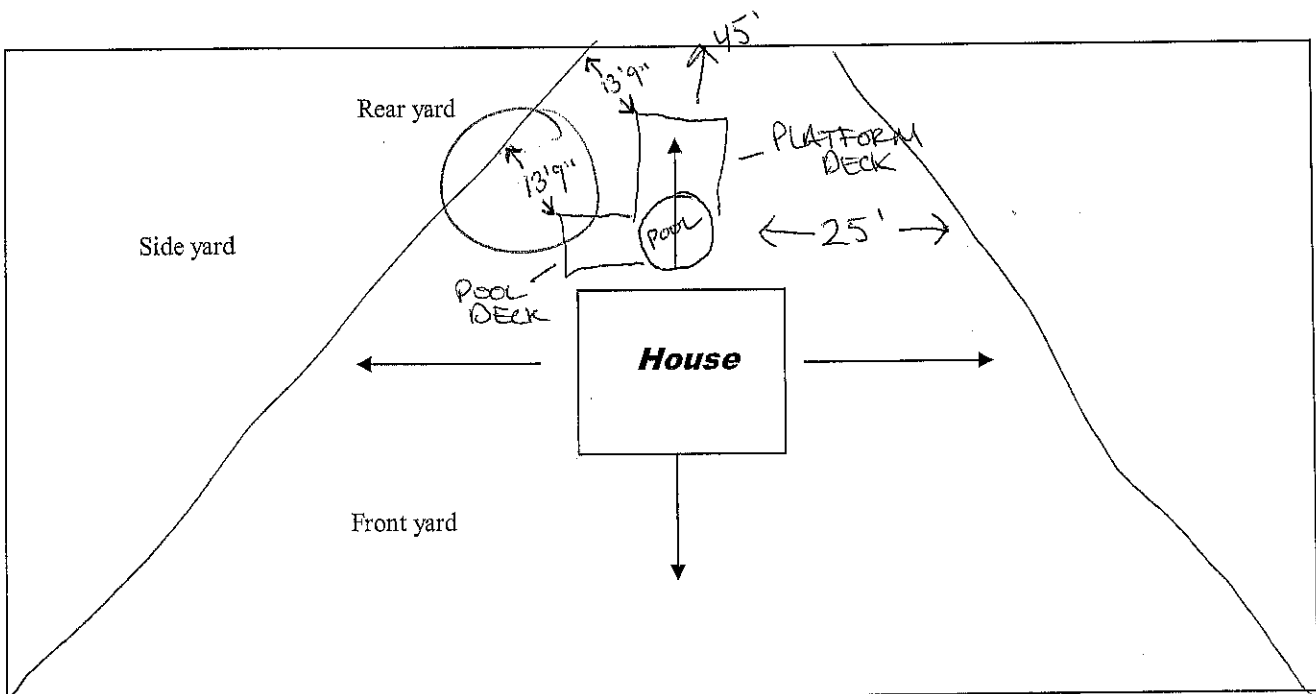 45'
13'9"
Rear yard
PLATFORM
DECK
13'9"
POOL
25'
Side yard
POOL
DECK
House
Front yard